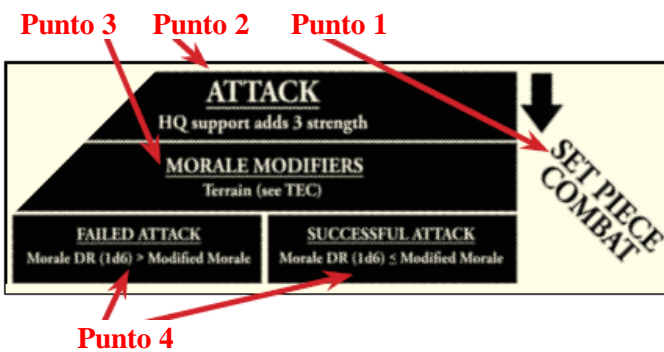 Punto 3 Punto 2 Punto 1
ATTACK
HQ support adds 3 strength
MORALE MODIFIERS
Terrain (see TEC)
SET PIECE
COMBAT
FAILED ATTACK
Morale DR (1d6) > Modified Morale
SUCCESSFUL ATTACK
Morale DR (1d6) ≤ Modified Morale
Punto 4